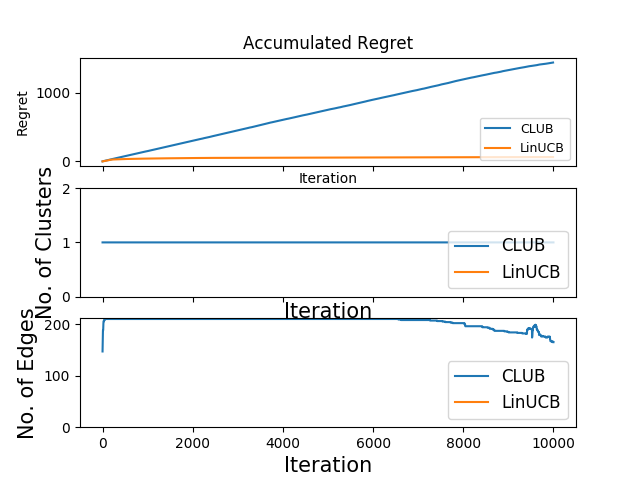 Accumulated Regret
Regret
1000
0
CLUB
LinUCB
Iteration
No. of Clusters
2
1
0
CLUB
LinUCB
Iteration
No. of Edges
200
100
0
CLUB
LinUCB
0 2000 4000 6000 8000 10000
Iteration